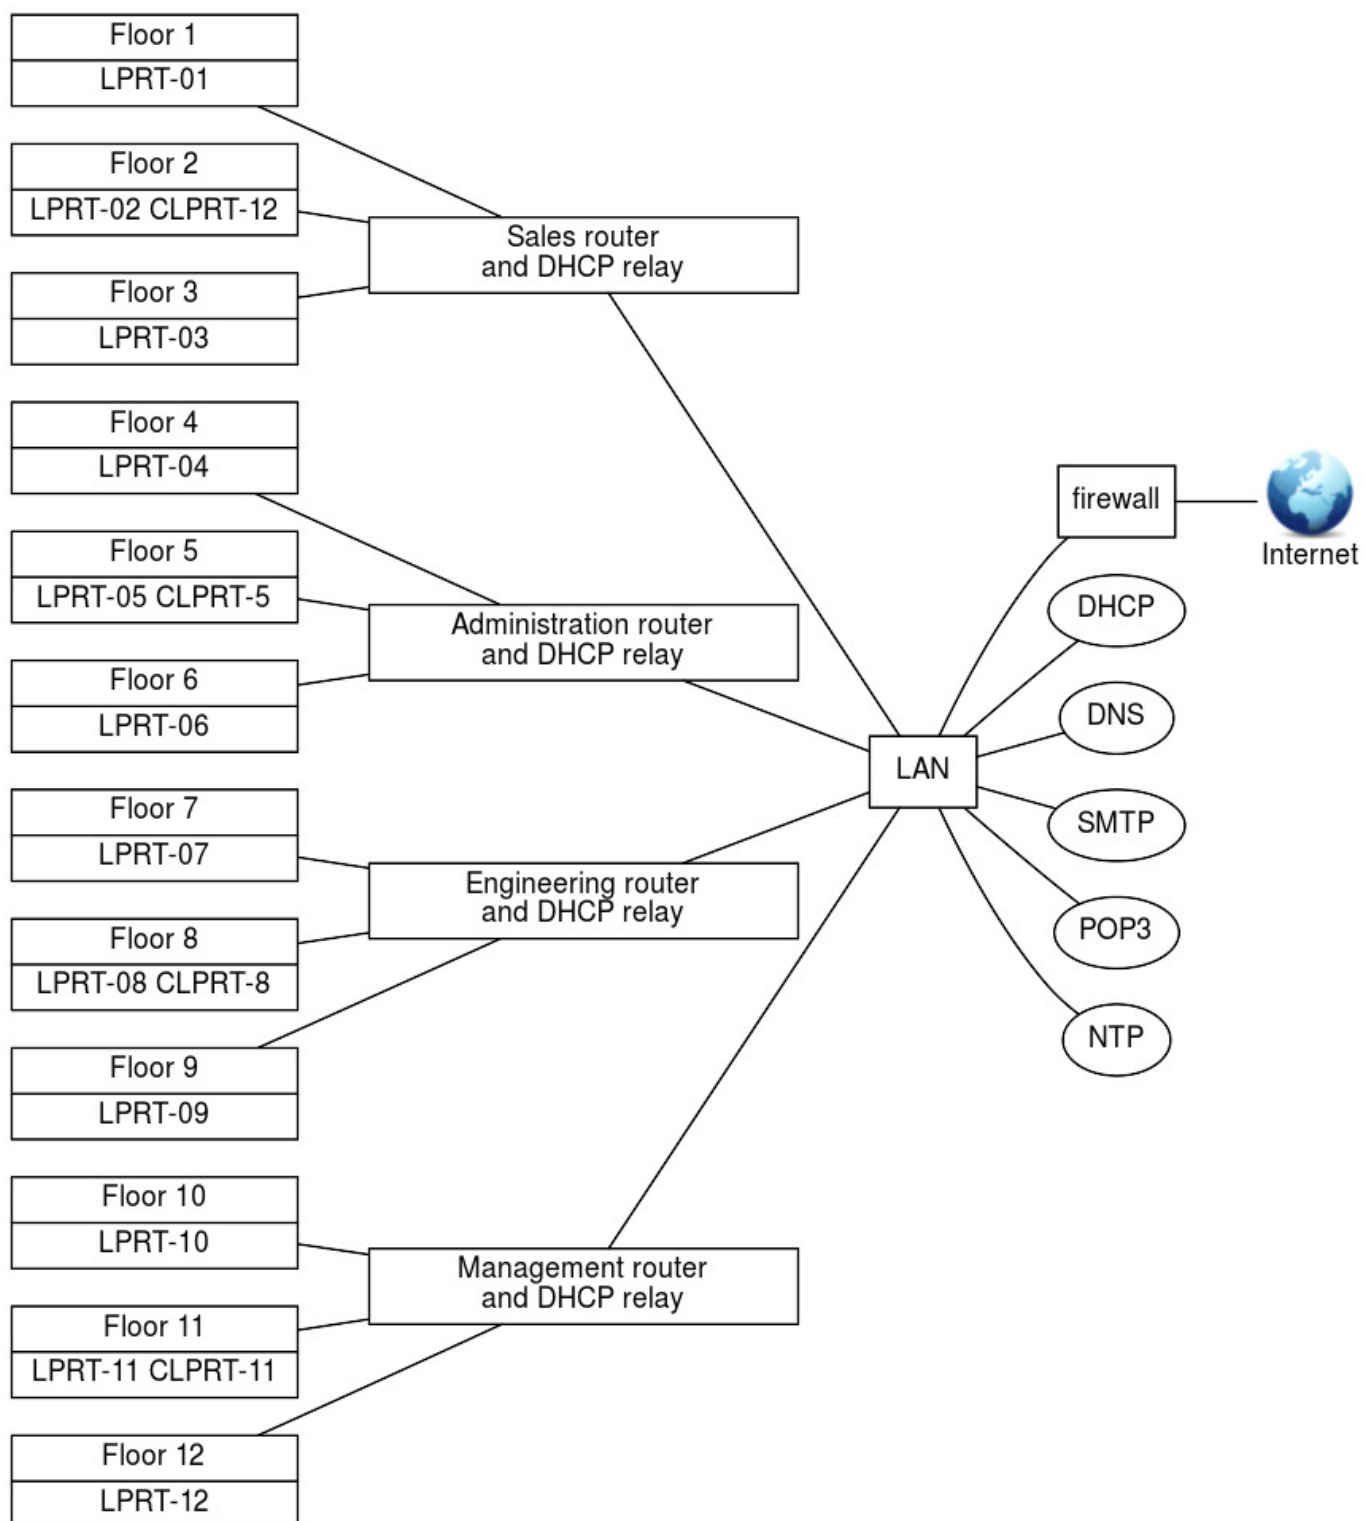 Floor 1
LPRT-01
Floor 2
LPRT-02 CLPRT-12
Floor 3
LPRT-03
Floor 4
LPRT-04
Floor 5
LPRT-05 CLPRT-5
Floor 6
LPRT-06
Floor 7
LPRT-07
Floor 8
LPRT-08 CLPRT-8
Floor 9
LPRT-09
Floor 10
LPRT-10
Floor 11
LPRT-11 CLPRT-11
Floor 12
LPRT-12
Sales router
and DHCP relay
Administration router
and DHCP relay
Engineering router
and DHCP relay
Management router
and DHCP relay
LAN
firewall
Internet
DHCP
DNS
SMTP
POP3
NTP